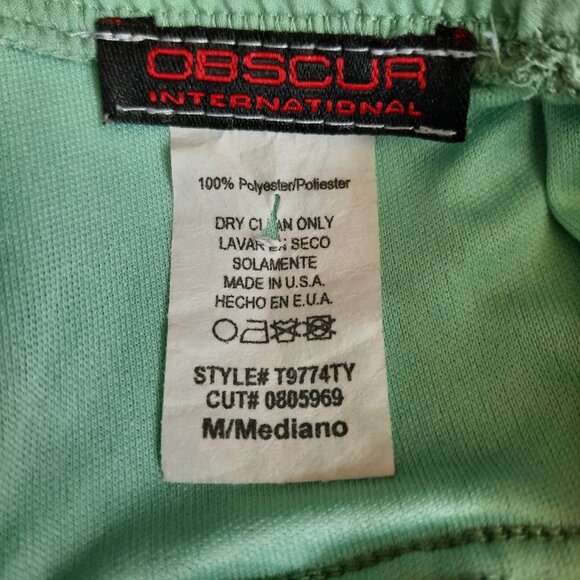 OBSCUR
INTERNATIONAL
100% Polyester/Poliester
DRY CLEAN ONLY
LAVAR EN SECO
SOLAMENTE
MADE IN U.S.A.
HECHO EN E.U.A.
STYLE# T9774TY
CUT# 0805969
M/Mediano